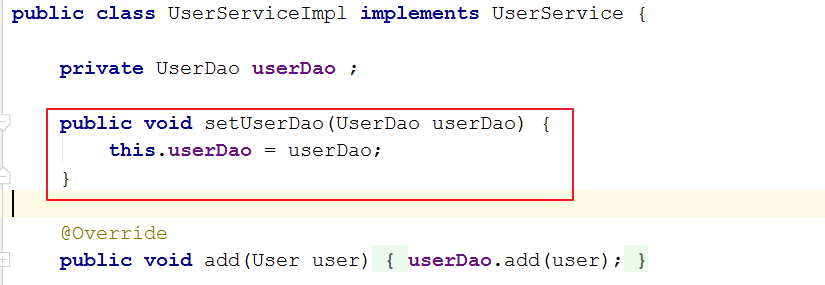 public class UserServiceImpl implements UserService {
private UserDao userDao ;
public void setUserDao(UserDao userDao) {
this.userDao = userDao;
}
@Override
public void add(User user) { userDao.add(user); }